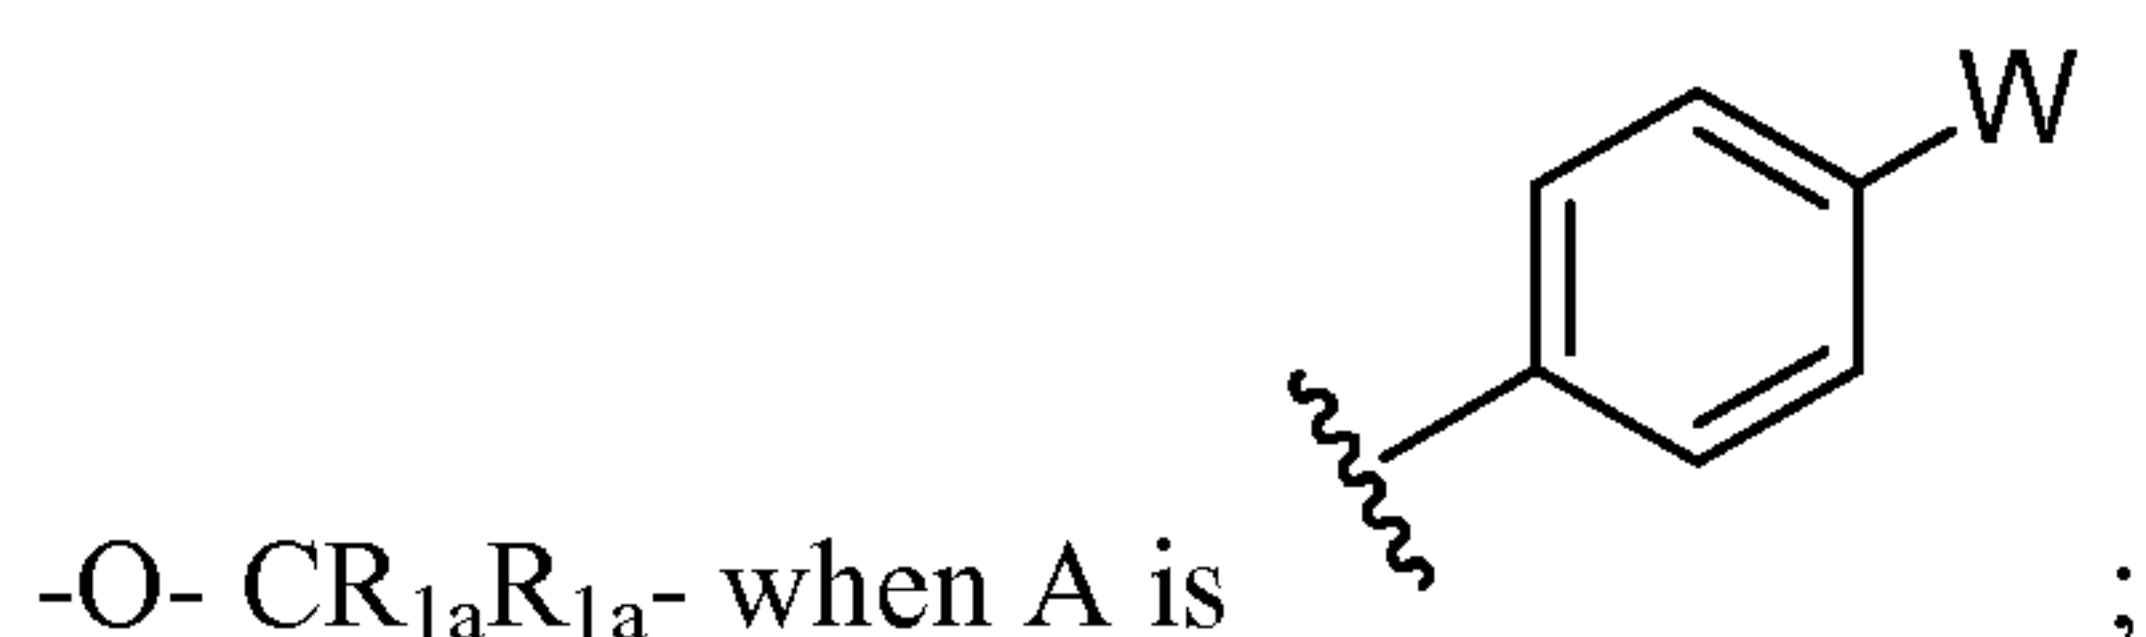 W
-O- CR1aR1a- when A is ;